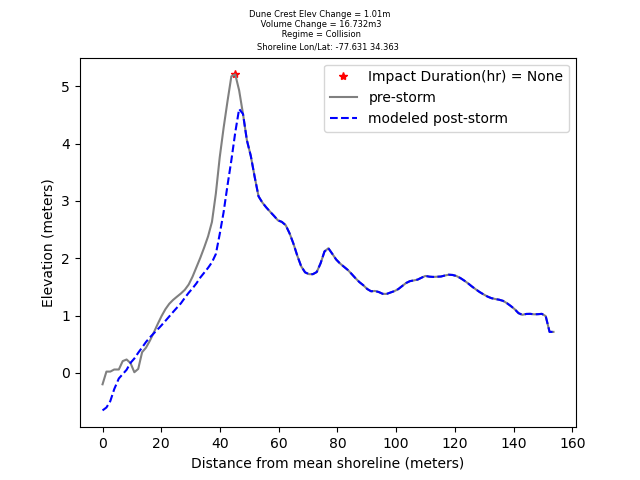 Dune Crest Elev Change = 1.01m
Volume Change = 16.732m3
Regime = Collision
Shoreline Lon/Lat: -77.631 34.363
Impact Duration(hr) = None
pre-storm
modeled post-storm
Elevation (meters)
5
4
3
2
1
0
0 20 40 60 80 100 120 140 160
Distance from mean shoreline (meters)